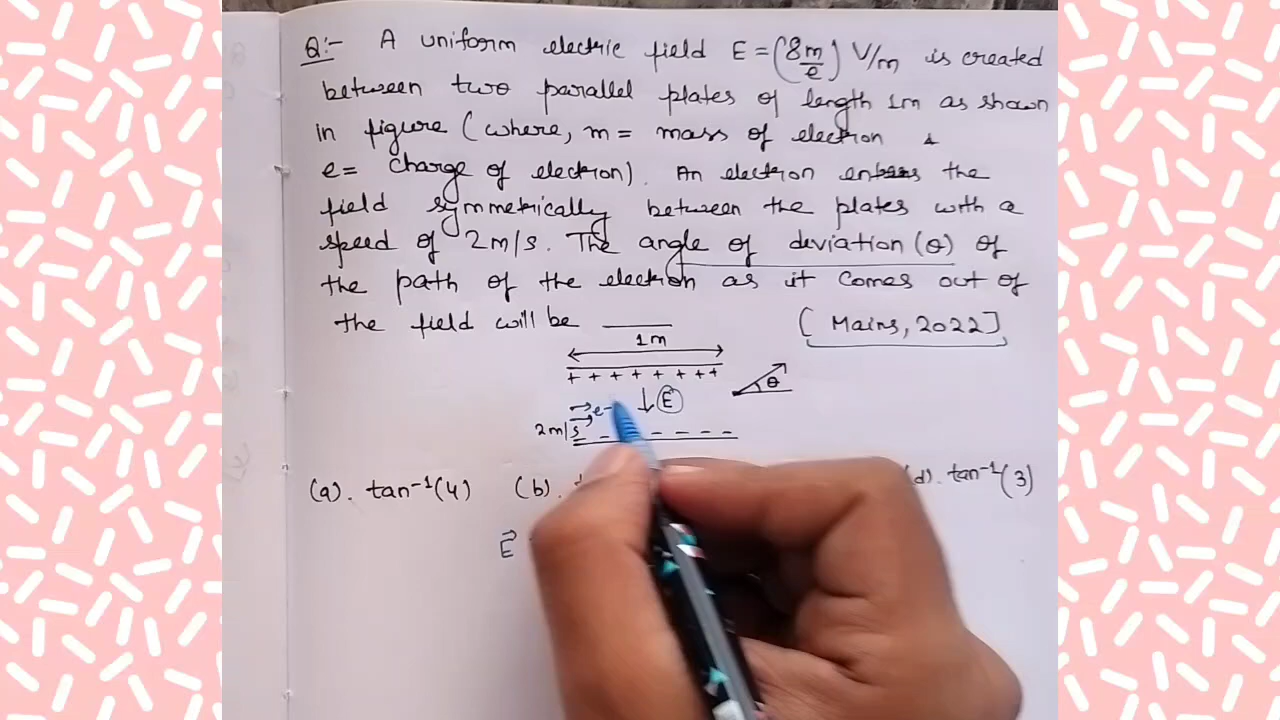 Q:- A uniform electric field E = (8m/e) V/m is created
between two parallel plates of length 1m as shown
in figure (where, m = mass of electron &
e = charge of electron). An electron enters the
field symmetrically between the plates with a
speed of 2m/s. The angle of deviation (θ) of
the path of the electron as it comes out of
the field will be ______
[Mains, 2022]
1m
+ + + + + + + +
θ
E
e-
2m/s
- - - - - -
(a). tan⁻¹(4) (b). (d). tan⁻¹(3)
E⃗